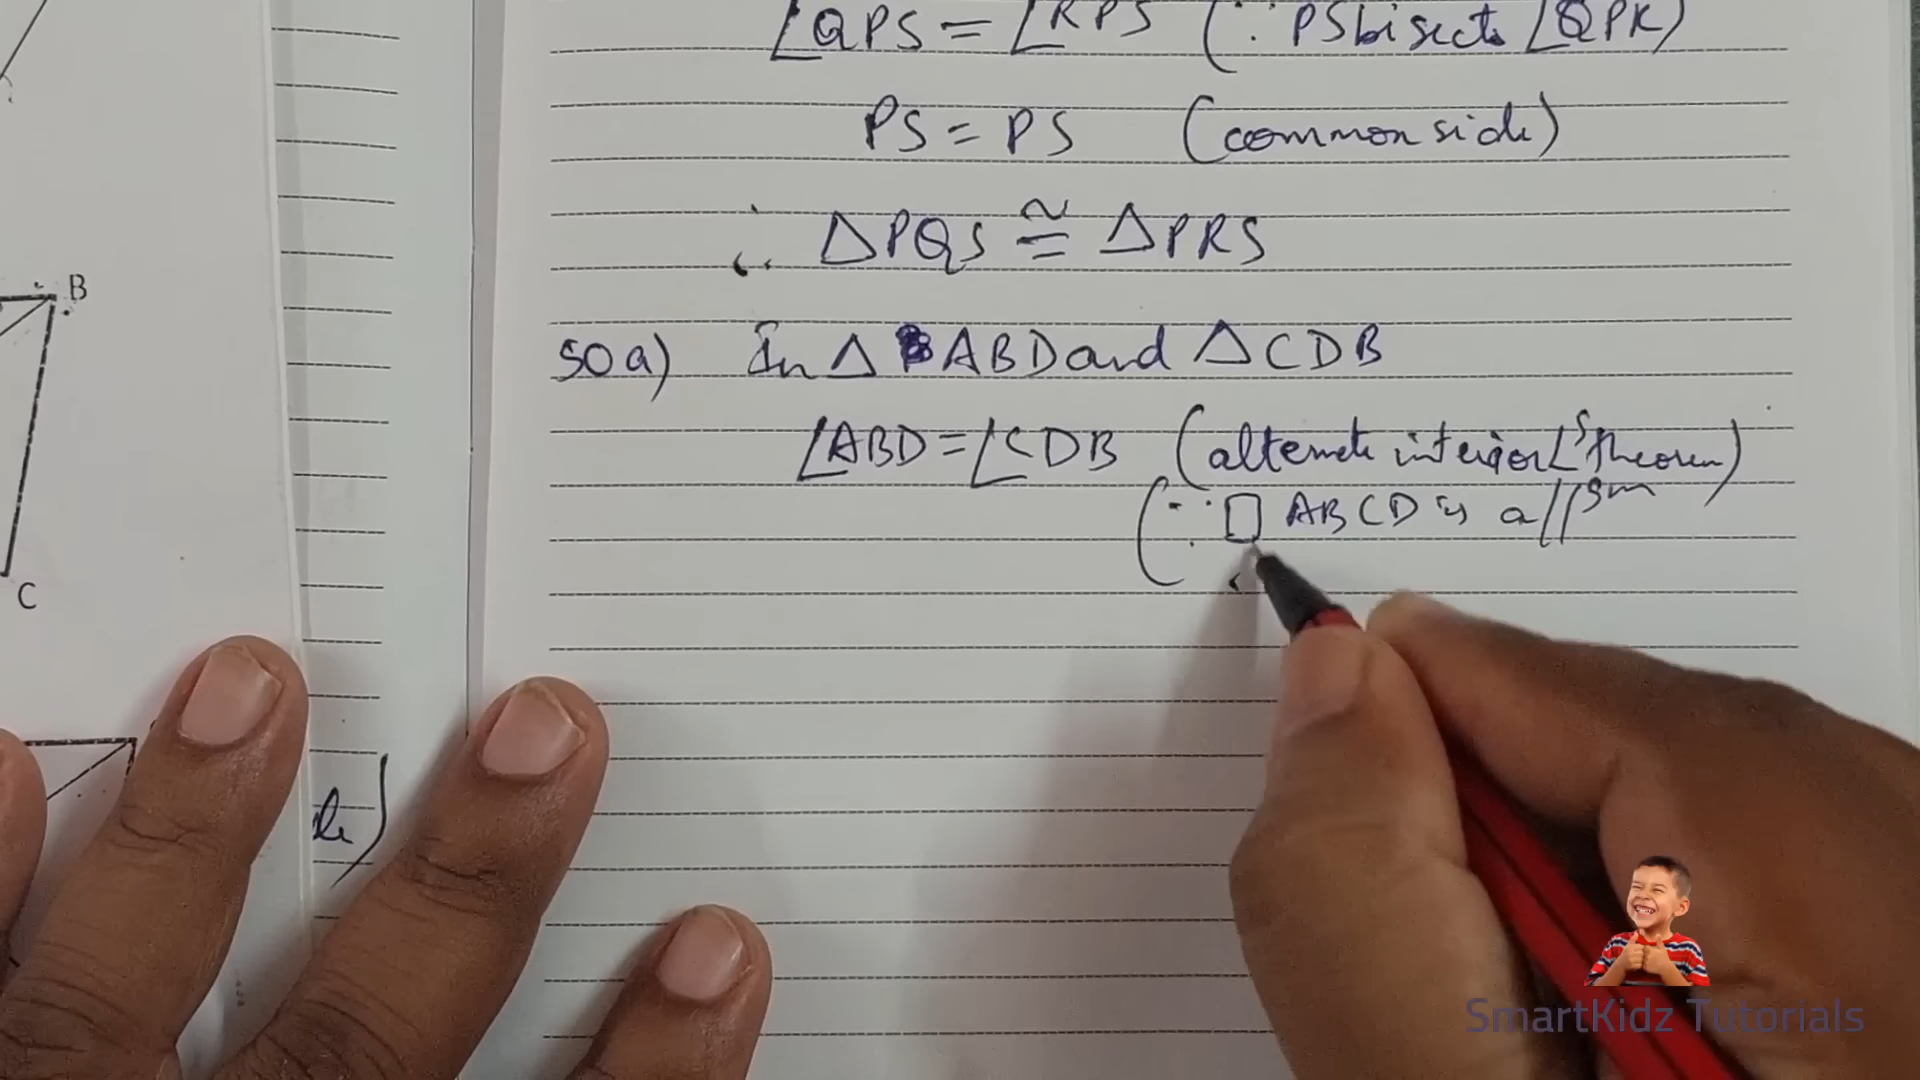 ∠QPS = ∠RPS (∵ PS bisects ∠QPR)
PS = PS (common side)
∴ △PQS ≅ △PRS
B
50a) In △ ABD and △CDB
∠ABD = ∠CDB (alternate interior ∠s theorem)
(∵ □ ABCD is a ||gm
C
SmartKidz Tutorials